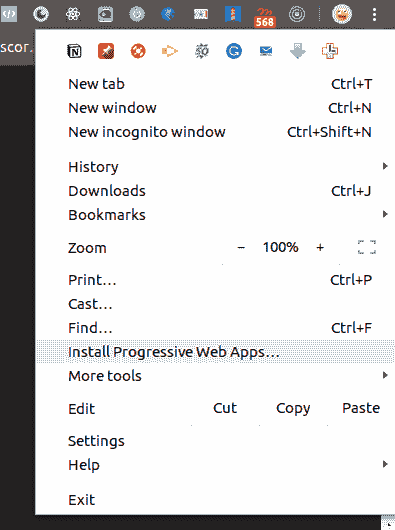 568
scor.
New tab Ctrl+T
New window Ctrl+N
New incognito window Ctrl+Shift+N
History
Downloads Ctrl+J
Bookmarks
Zoom − 100% +
Print… Ctrl+P
Cast…
Find… Ctrl+F
Install Progressive Web Apps…
More tools
Edit Cut Copy Paste
Settings
Help
Exit